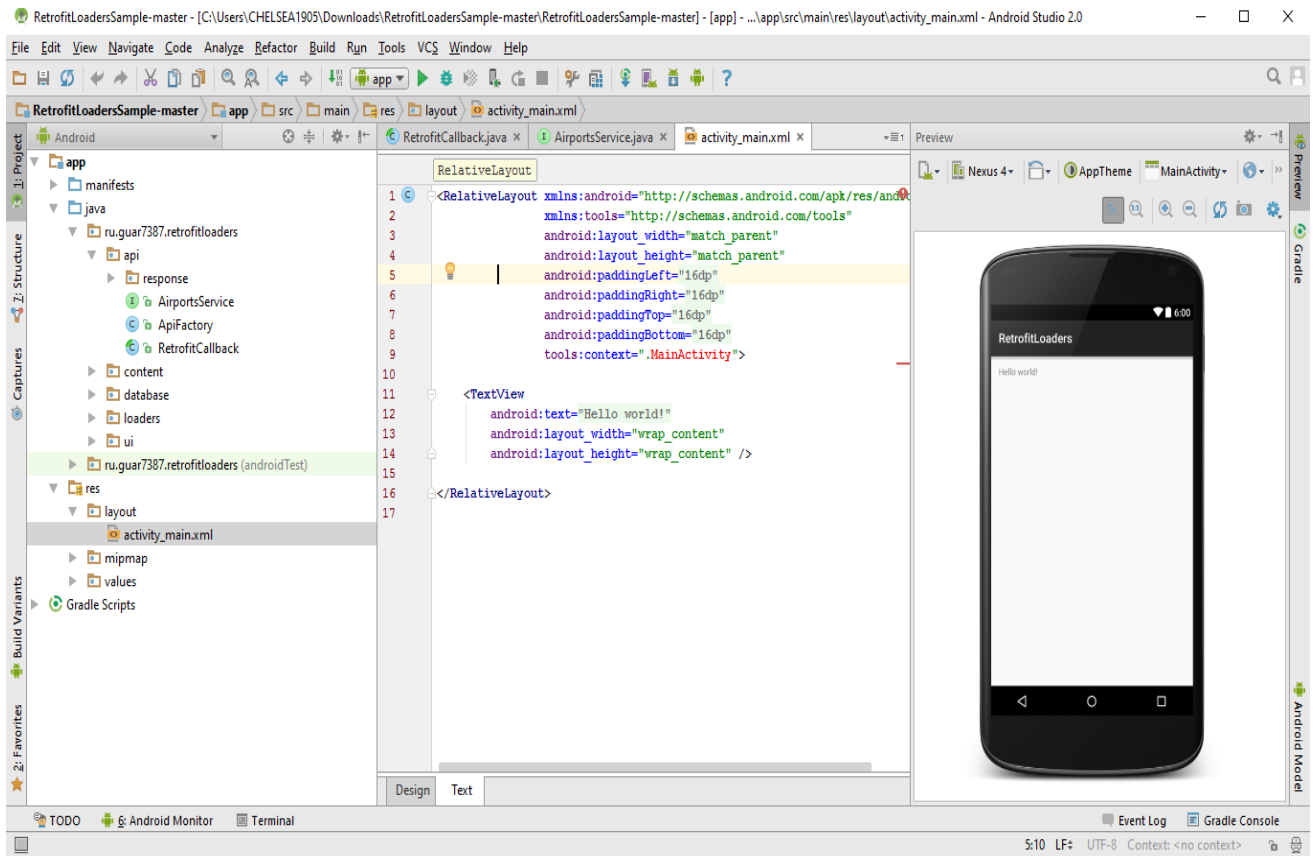 RetrofitLoadersSample-master - [C:\Users\CHELSEA1905\Downloads\RetrofitLoadersSample-master\RetrofitLoadersSample-master] - [app] - ...\app\src\main\res\layout\activity_main.xml - Android Studio 2.0
File Edit View Navigate Code Analyze Refactor Build Run Tools VCS Window Help
app
RetrofitLoadersSample-master app src main res layout activity_main.xml
Android
RetrofitCallback.java
AirportsService.java
activity_main.xml
Preview
1: Project
7: Structure
Captures
Build Variants
2: Favorites
app
manifests
java
ru.guar7387.retrofitloaders
api
response
AirportsService
ApiFactory
RetrofitCallback
content
database
loaders
ui
ru.guar7387.retrofitloaders (androidTest)
res
layout
activity_main.xml
mipmap
values
Gradle Scripts
RelativeLayout
1 <RelativeLayout xmlns:android="http://schemas.android.com/apk/res/andro
2 xmlns:tools="http://schemas.android.com/tools"
3 android:layout_width="match_parent"
4 android:layout_height="match_parent"
5 android:paddingLeft="16dp"
6 android:paddingRight="16dp"
7 android:paddingTop="16dp"
8 android:paddingBottom="16dp"
9 tools:context=".MainActivity">
10
11 <TextView
12 android:text="Hello world!"
13 android:layout_width="wrap_content"
14 android:layout_height="wrap_content" />
15
16 </RelativeLayout>
17
Design Text
Nexus 4 AppTheme MainActivity
6:00
RetrofitLoaders
Hello world!
Preview
Gradle
Android Model
TODO 6: Android Monitor Terminal Event Log Gradle Console
5:10 LF UTF-8 Context: <no context>